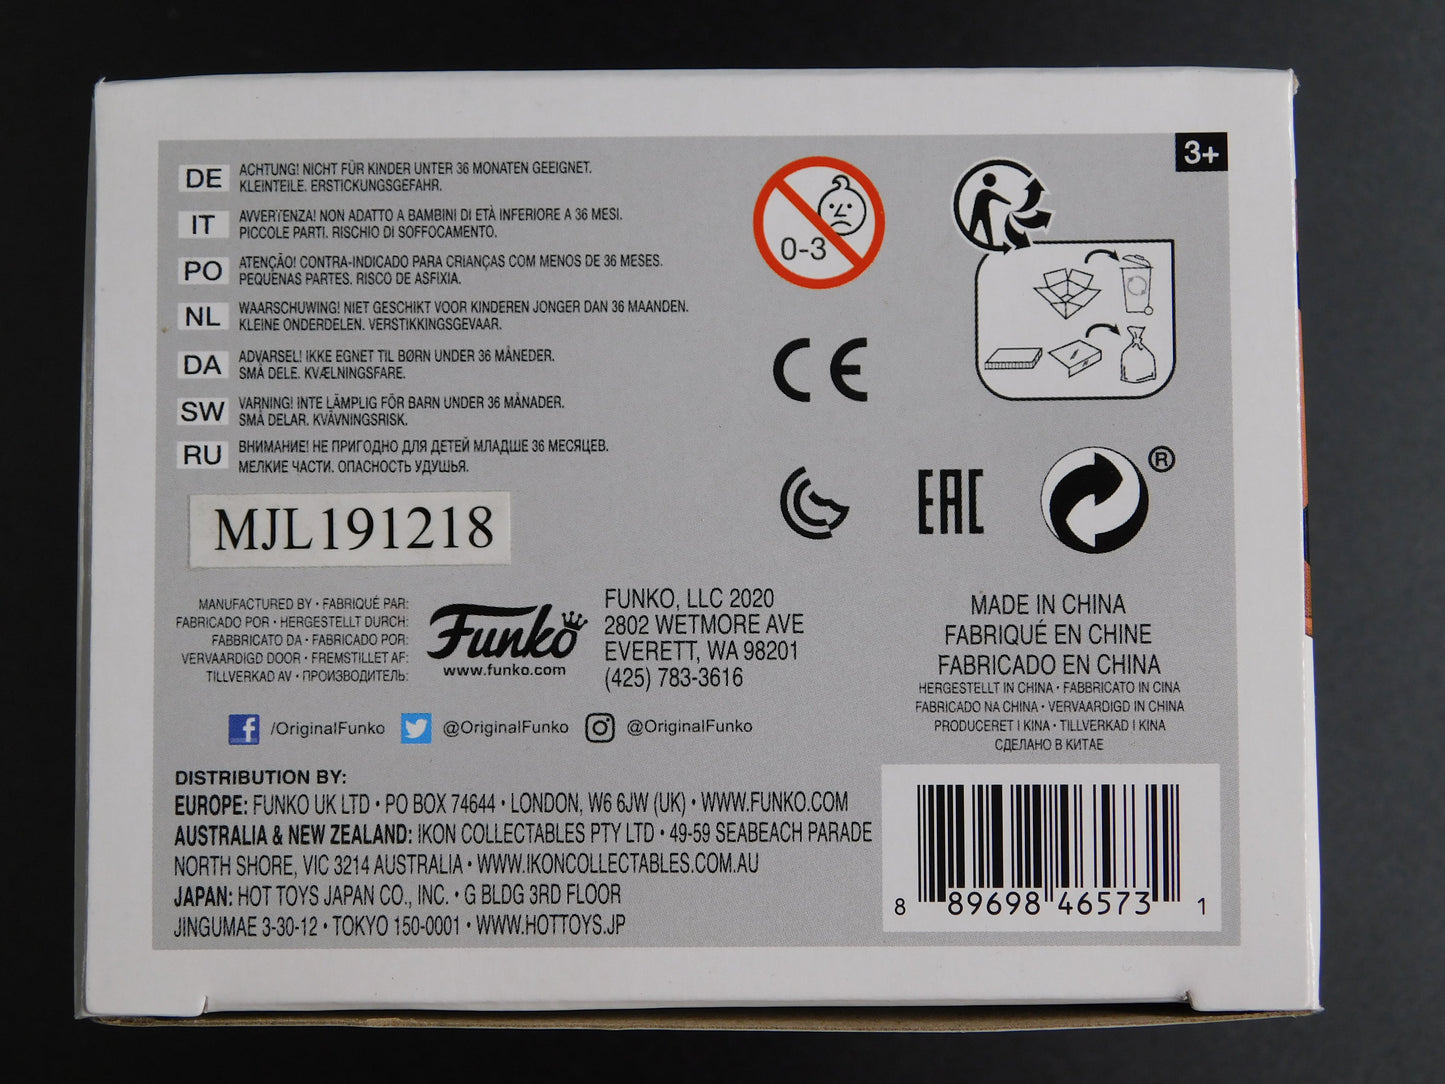 3+
DE ACHTUNG! NICHT FÜR KINDER UNTER 36 MONATEN GEEIGNET.
KLEINTEILE. ERSTICKUNGSGEFAHR.
IT AVVERTENZA! NON ADATTO A BAMBINI DI ETÀ INFERIORE A 36 MESI.
PICCOLE PARTI. RISCHIO DI SOFFOCAMENTO.
PO ATENÇÃO! CONTRA-INDICADO PARA CRIANÇAS COM MENOS DE 36 MESES.
PEQUENAS PARTES. RISCO DE ASFIXIA.
NL WAARSCHUWING! NIET GESCHIKT VOOR KINDEREN JONGER DAN 36 MAANDEN.
KLEINE ONDERDELEN. VERSTIKKINGSGEVAAR.
DA ADVARSEL! IKKE EGNET TIL BØRN UNDER 36 MÅNEDER.
SMÅ DELE. KVÆLNINGSFARE.
SW VARNING! INTE LÄMPLIG FÖR BARN UNDER 36 MÅNADER.
SMÅ DELAR. KVÄVNINGSRISK.
RU ВНИМАНИЕ! НЕ ПРИГОДНО ДЛЯ ДЕТЕЙ МЛАДШЕ 36 МЕСЯЦЕВ.
МЕЛКИЕ ЧАСТИ. ОПАСНОСТЬ УДУШЬЯ.
0-3
CE
EAC
®
MJL191218
MANUFACTURED BY • FABRIQUÉ PAR:
FABRICADO POR • HERGESTELLT DURCH:
FABBRICATO DA • FABRICADO POR:
VERVAARDIGD DOOR • FREMSTILLET AF:
TILLVERKAD AV • ПРОИЗВОДИТЕЛЬ:
Funko
www.funko.com
FUNKO, LLC 2020
2802 WETMORE AVE
EVERETT, WA 98201
(425) 783-3616
MADE IN CHINA
FABRIQUÉ EN CHINE
FABRICADO EN CHINA
HERGESTELLT IN CHINA • FABBRICATO IN CINA
FABRICADO NA CHINA • VERVAARDIGD IN CHINA
PRODUCERET I KINA • TILLVERKAD I KINA
СДЕЛАНО В КИТАЕ
f /OriginalFunko @OriginalFunko @OriginalFunko
DISTRIBUTION BY:
EUROPE: FUNKO UK LTD • PO BOX 74644 • LONDON, W6 6JW (UK) • WWW.FUNKO.COM
AUSTRALIA & NEW ZEALAND: IKON COLLECTABLES PTY LTD • 49-59 SEABEACH PARADE
NORTH SHORE, VIC 3214 AUSTRALIA • WWW.IKONCOLLECTABLES.COM.AU
JAPAN: HOT TOYS JAPAN CO., INC. • G BLDG 3RD FLOOR
JINGUMAE 3-30-12 • TOKYO 150-0001 • WWW.HOTTOYS.JP
8 89698 46573 1